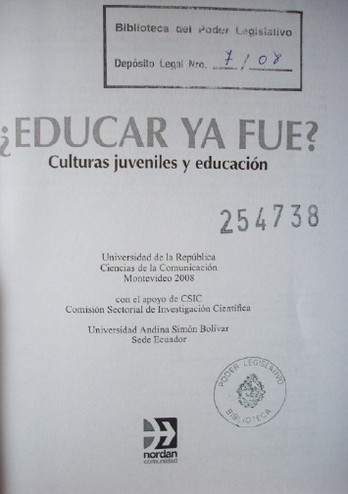 Biblioteca del Poder Legislativo
Depósito Legal Nro. 7/08
¿EDUCAR YA FUE?
Culturas juveniles y educación
254738
Universidad de la República
Ciencias de la Comunicación
Montevideo 2008
con el apoyo de CSIC
Comisión Sectorial de Investigación Científica
Universidad Andina Simón Bolívar
Sede Ecuador
PODER LEGISLATIVO
BIBLIOTECA
nordan
comunidad